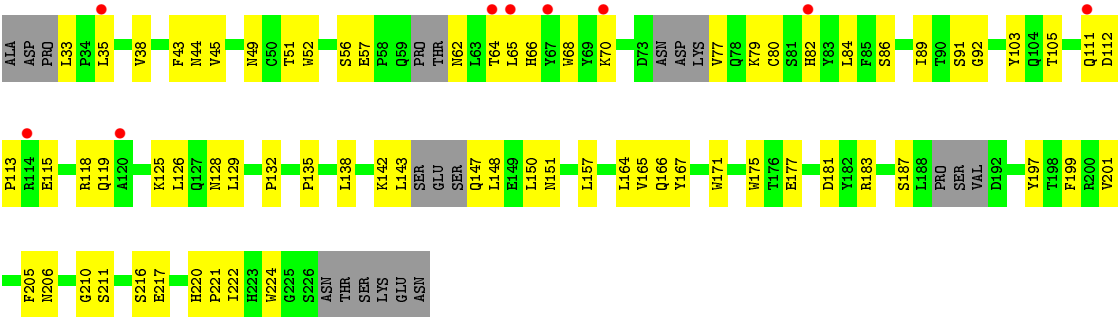 ALA ASP PRO L33 P34 L35 V38 F43 N44 V45 N49 C50 T51 W52 S56 E57 P58 Q59 PRO THR N62 L63 T64 L65 H66 Y67 W68 Y69 K70 D73 ASN ASP LYS V77 Q78 K79 C80 S81 H82 Y83 L84 F85 S86 I89 T90 S91 G92 Y103 Q104 T105 Q111 D112
P113 R114 E115 R118 Q119 A120 K125 L126 Q127 N128 L129 P132 P135 L138 K142 L143 SER GLU SER Q147 L148 E149 L150 N151 L157 L164 V165 Q166 Y167 W171 W175 T176 E177 D181 Y182 R183 S187 L188 PRO SER VAL D192 Y197 T198 F199 R200 V201
F205 N206 G210 S211 S216 E217 H220 P221 I222 H223 W224 G225 S226 ASN THR SER LYS GLU ASN